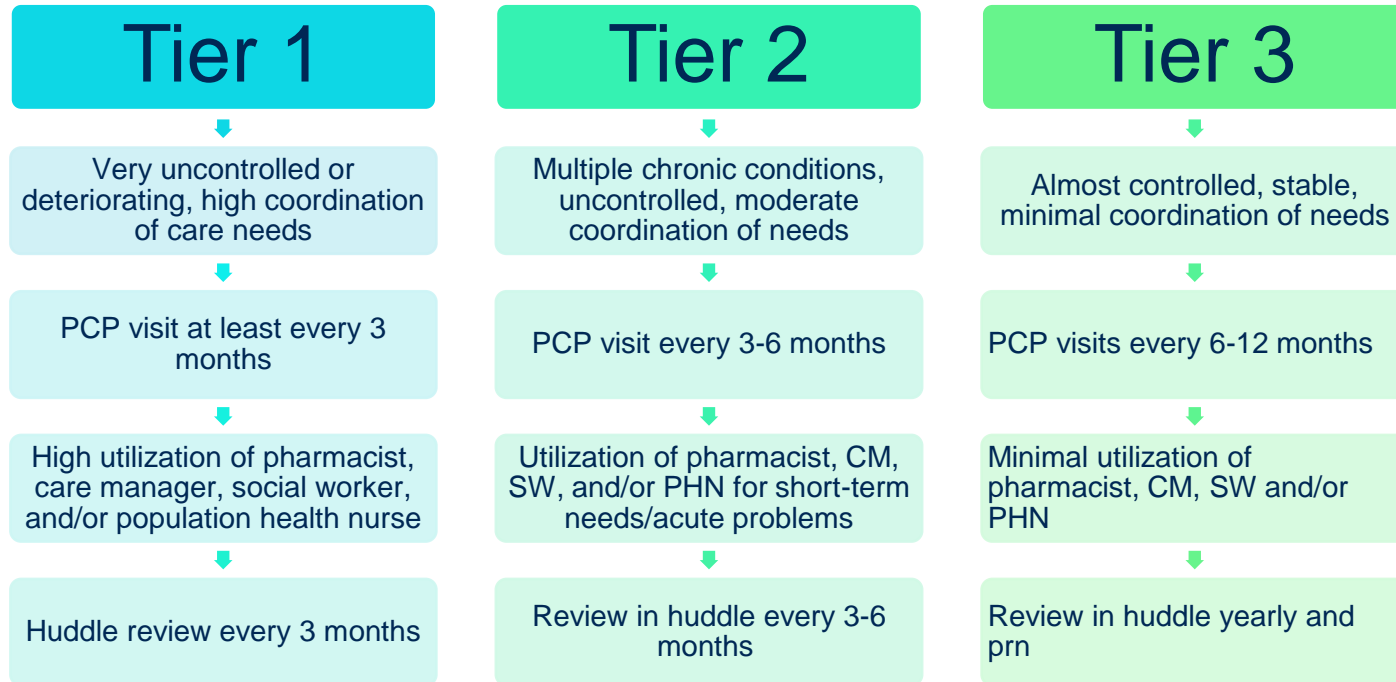 Tier 1
Very uncontrolled or
deteriorating, high coordination
of care needs
PCP visit at least every 3
months
High utilization of pharmacist,
care manager, social worker,
and/or population health nurse
Huddle review every 3 months
Tier 2
Multiple chronic conditions,
uncontrolled, moderate
coordination of needs
PCP visit every 3-6 months
Utilization of pharmacist, CM,
SW, and/or PHN for short-term
needs/acute problems
Review in huddle every 3-6
months
Tier 3
Almost controlled, stable,
minimal coordination of needs
PCP visits every 6-12 months
Minimal utilization of
pharmacist, CM, SW and/or
PHN
Review in huddle yearly and
prn